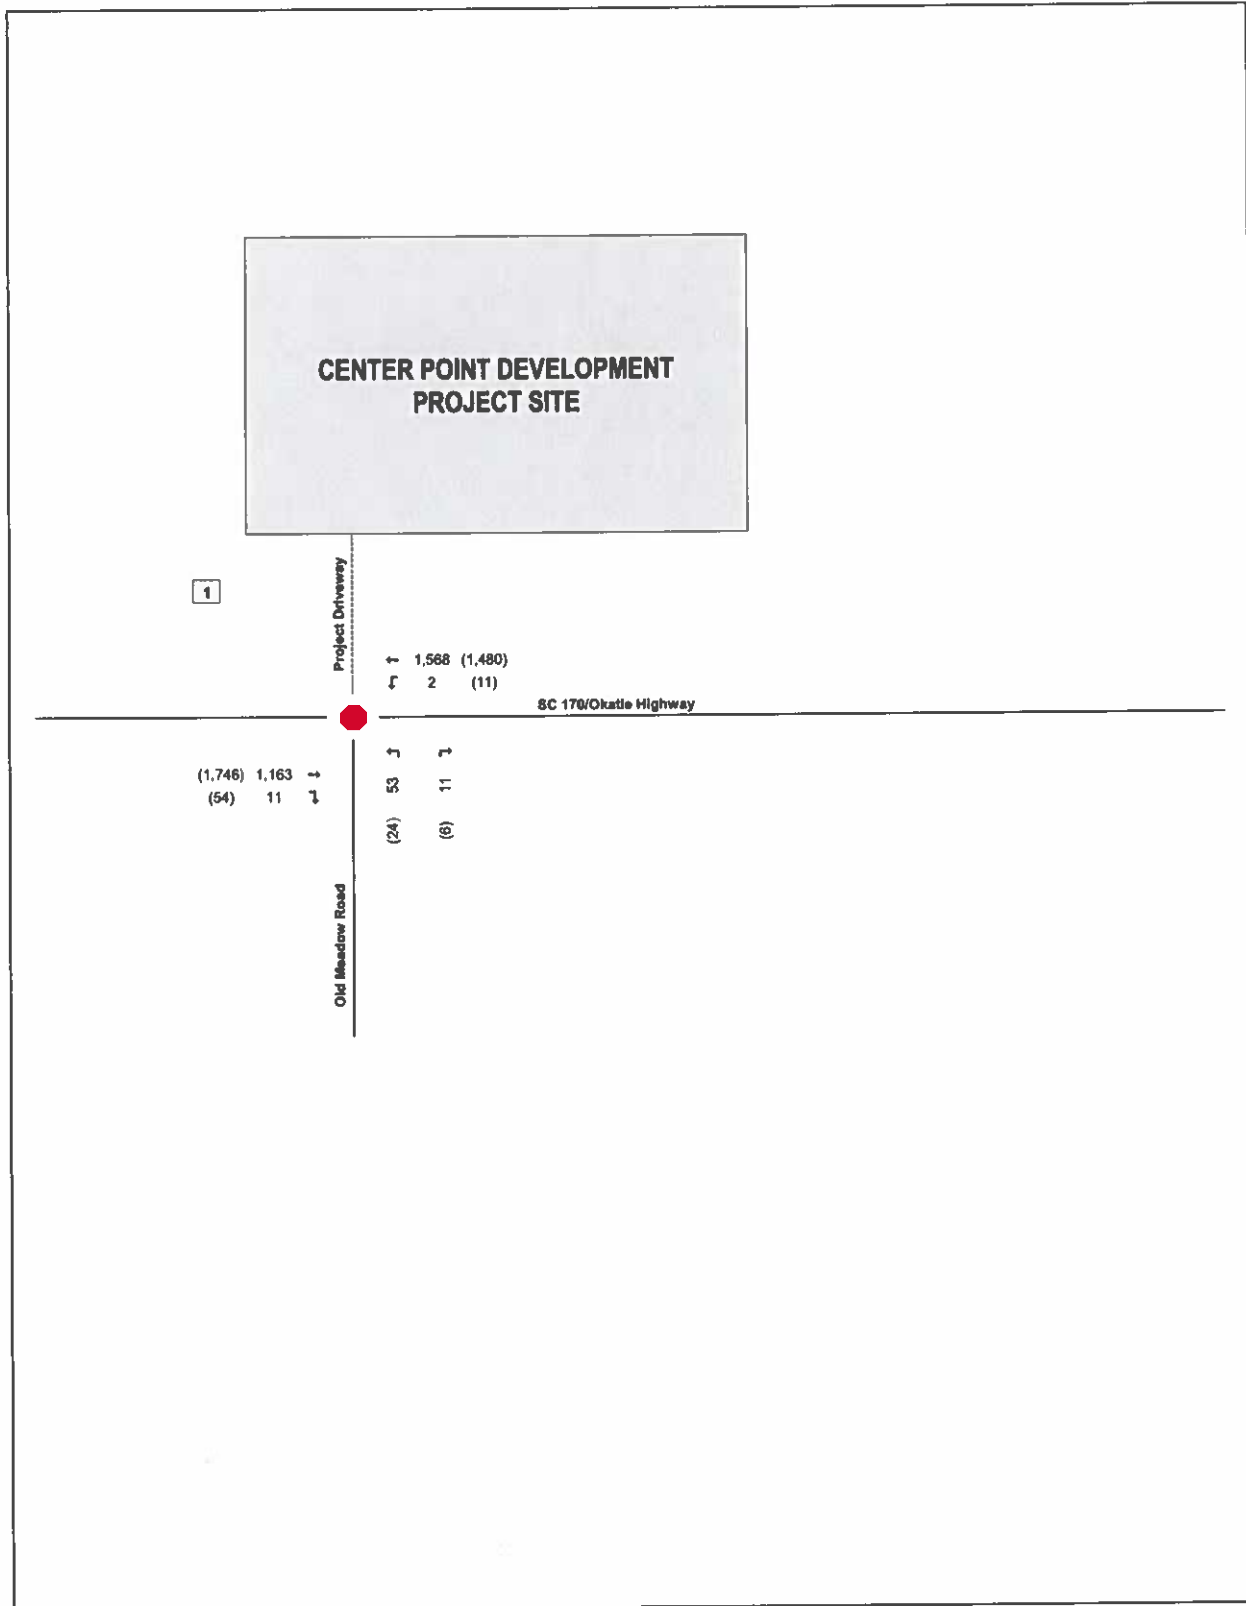 CENTER POINT DEVELOPMENT
PROJECT SITE
1
Project Driveway
1,568 (1,480)
2 (11)
SC 170/Okatie Highway
(1,746) 1,163
(54) 11
53 11
(24) (6)
Old Meadow Road